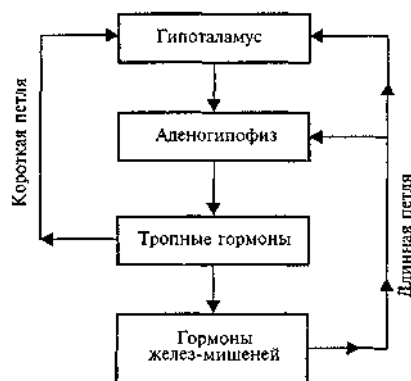 Гипоталамус
Аденогипофиз
Тропные гормоны
Гормоны
желез-мишеней
Короткая петля
Длинная петля